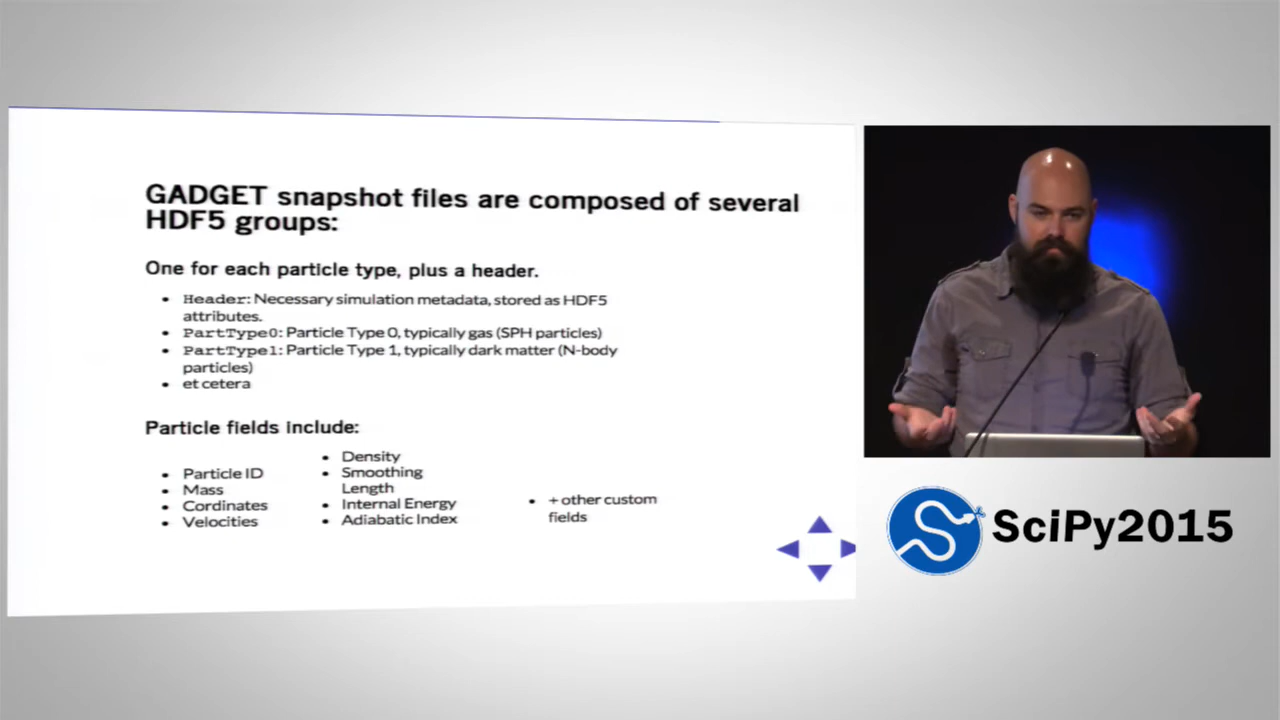 GADGET snapshot files are composed of several
HDF5 groups:
One for each particle type, plus a header.
• Header: Necessary simulation metadata, stored as HDF5
attributes.
• PartType0: Particle Type 0, typically gas (SPH particles)
• PartType1: Particle Type 1, typically dark matter (N-body
particles)
• et cetera
Particle fields include:
• Particle ID
• Mass
• Cordinates
• Velocities
• Density
• Smoothing
Length
• Internal Energy
• Adiabatic Index
• + other custom
fields
SciPy2015